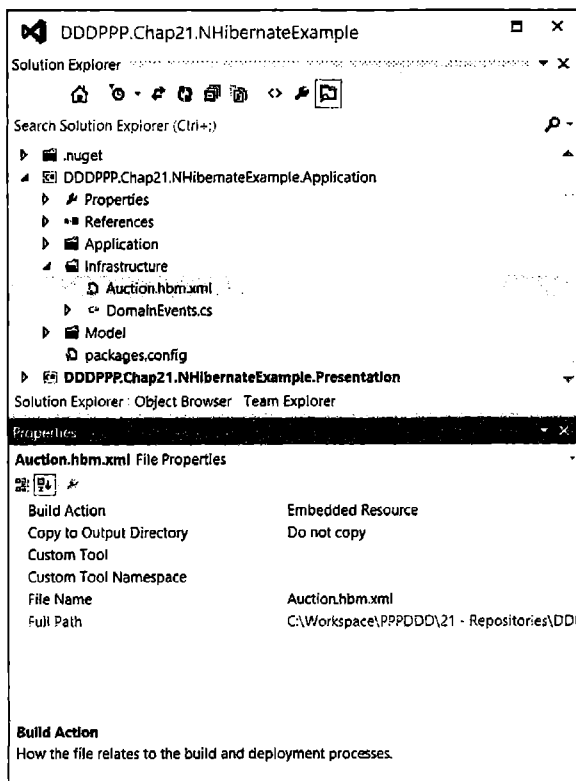 DDDPPP.Chap21.NHibernateExample
Solution Explorer
Search Solution Explorer (Ctrl+;)
.nuget
DDDPPP.Chap21.NHibernateExample.Application
Properties
References
Application
Infrastructure
Auction.hbm.xml
DomainEvents.cs
Model
packages.config
DDDPPP.Chap21.NHibernateExample.Presentation
Solution Explorer Object Browser Team Explorer
Properties
Auction.hbm.xml File Properties
Build Action Embedded Resource
Copy to Output Directory Do not copy
Custom Tool
Custom Tool Namespace
File Name Auction.hbm.xml
Full Path C:\Workspace\PPPDDD\21 - Repositories\DDI
Build Action
How the file relates to the build and deployment processes.